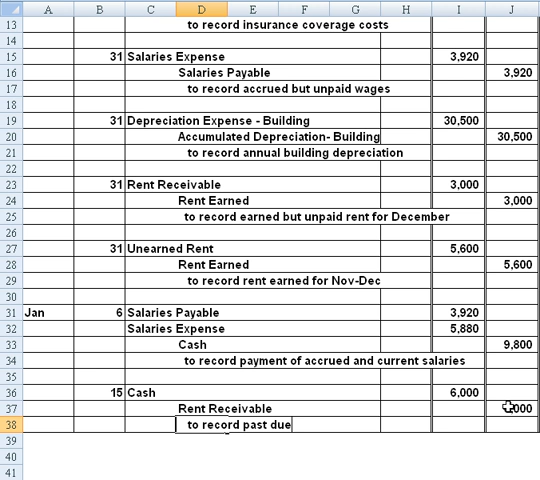 A B C D E F G H I J
13 to record insurance coverage costs
14
15 31 Salaries Expense 3,920
16 Salaries Payable 3,920
17 to record accrued but unpaid wages
18
19 31 Depreciation Expense - Building 30,500
20 Accumulated Depreciation- Building 30,500
21 to record annual building depreciation
22
23 31 Rent Receivable 3,000
24 Rent Earned 3,000
25 to record earned but unpaid rent for December
26
27 31 Unearned Rent 5,600
28 Rent Earned 5,600
29 to record rent earned for Nov-Dec
30
31 Jan 6 Salaries Payable 3,920
32 Salaries Expense 5,880
33 Cash 9,800
34 to record payment of accrued and current salaries
35
36 15 Cash 6,000
37 Rent Receivable
38 to record past due
39
40
41